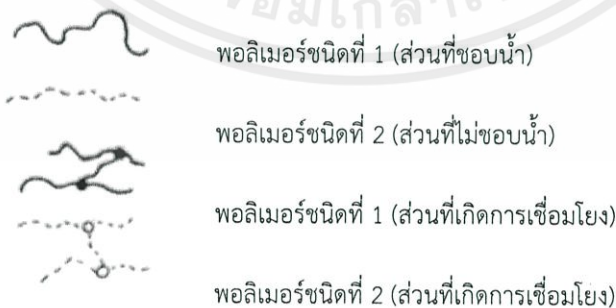 พอลิเมอร์ชนิดที่ 1 (ส่วนที่ชอบน้ำ)
พอลิเมอร์ชนิดที่ 2 (ส่วนที่ไม่ชอบน้ำ)
พอลิเมอร์ชนิดที่ 1 (ส่วนที่เกิดการเชื่อมโยง)
พอลิเมอร์ชนิดที่ 2 (ส่วนที่เกิดการเชื่อมโยง)